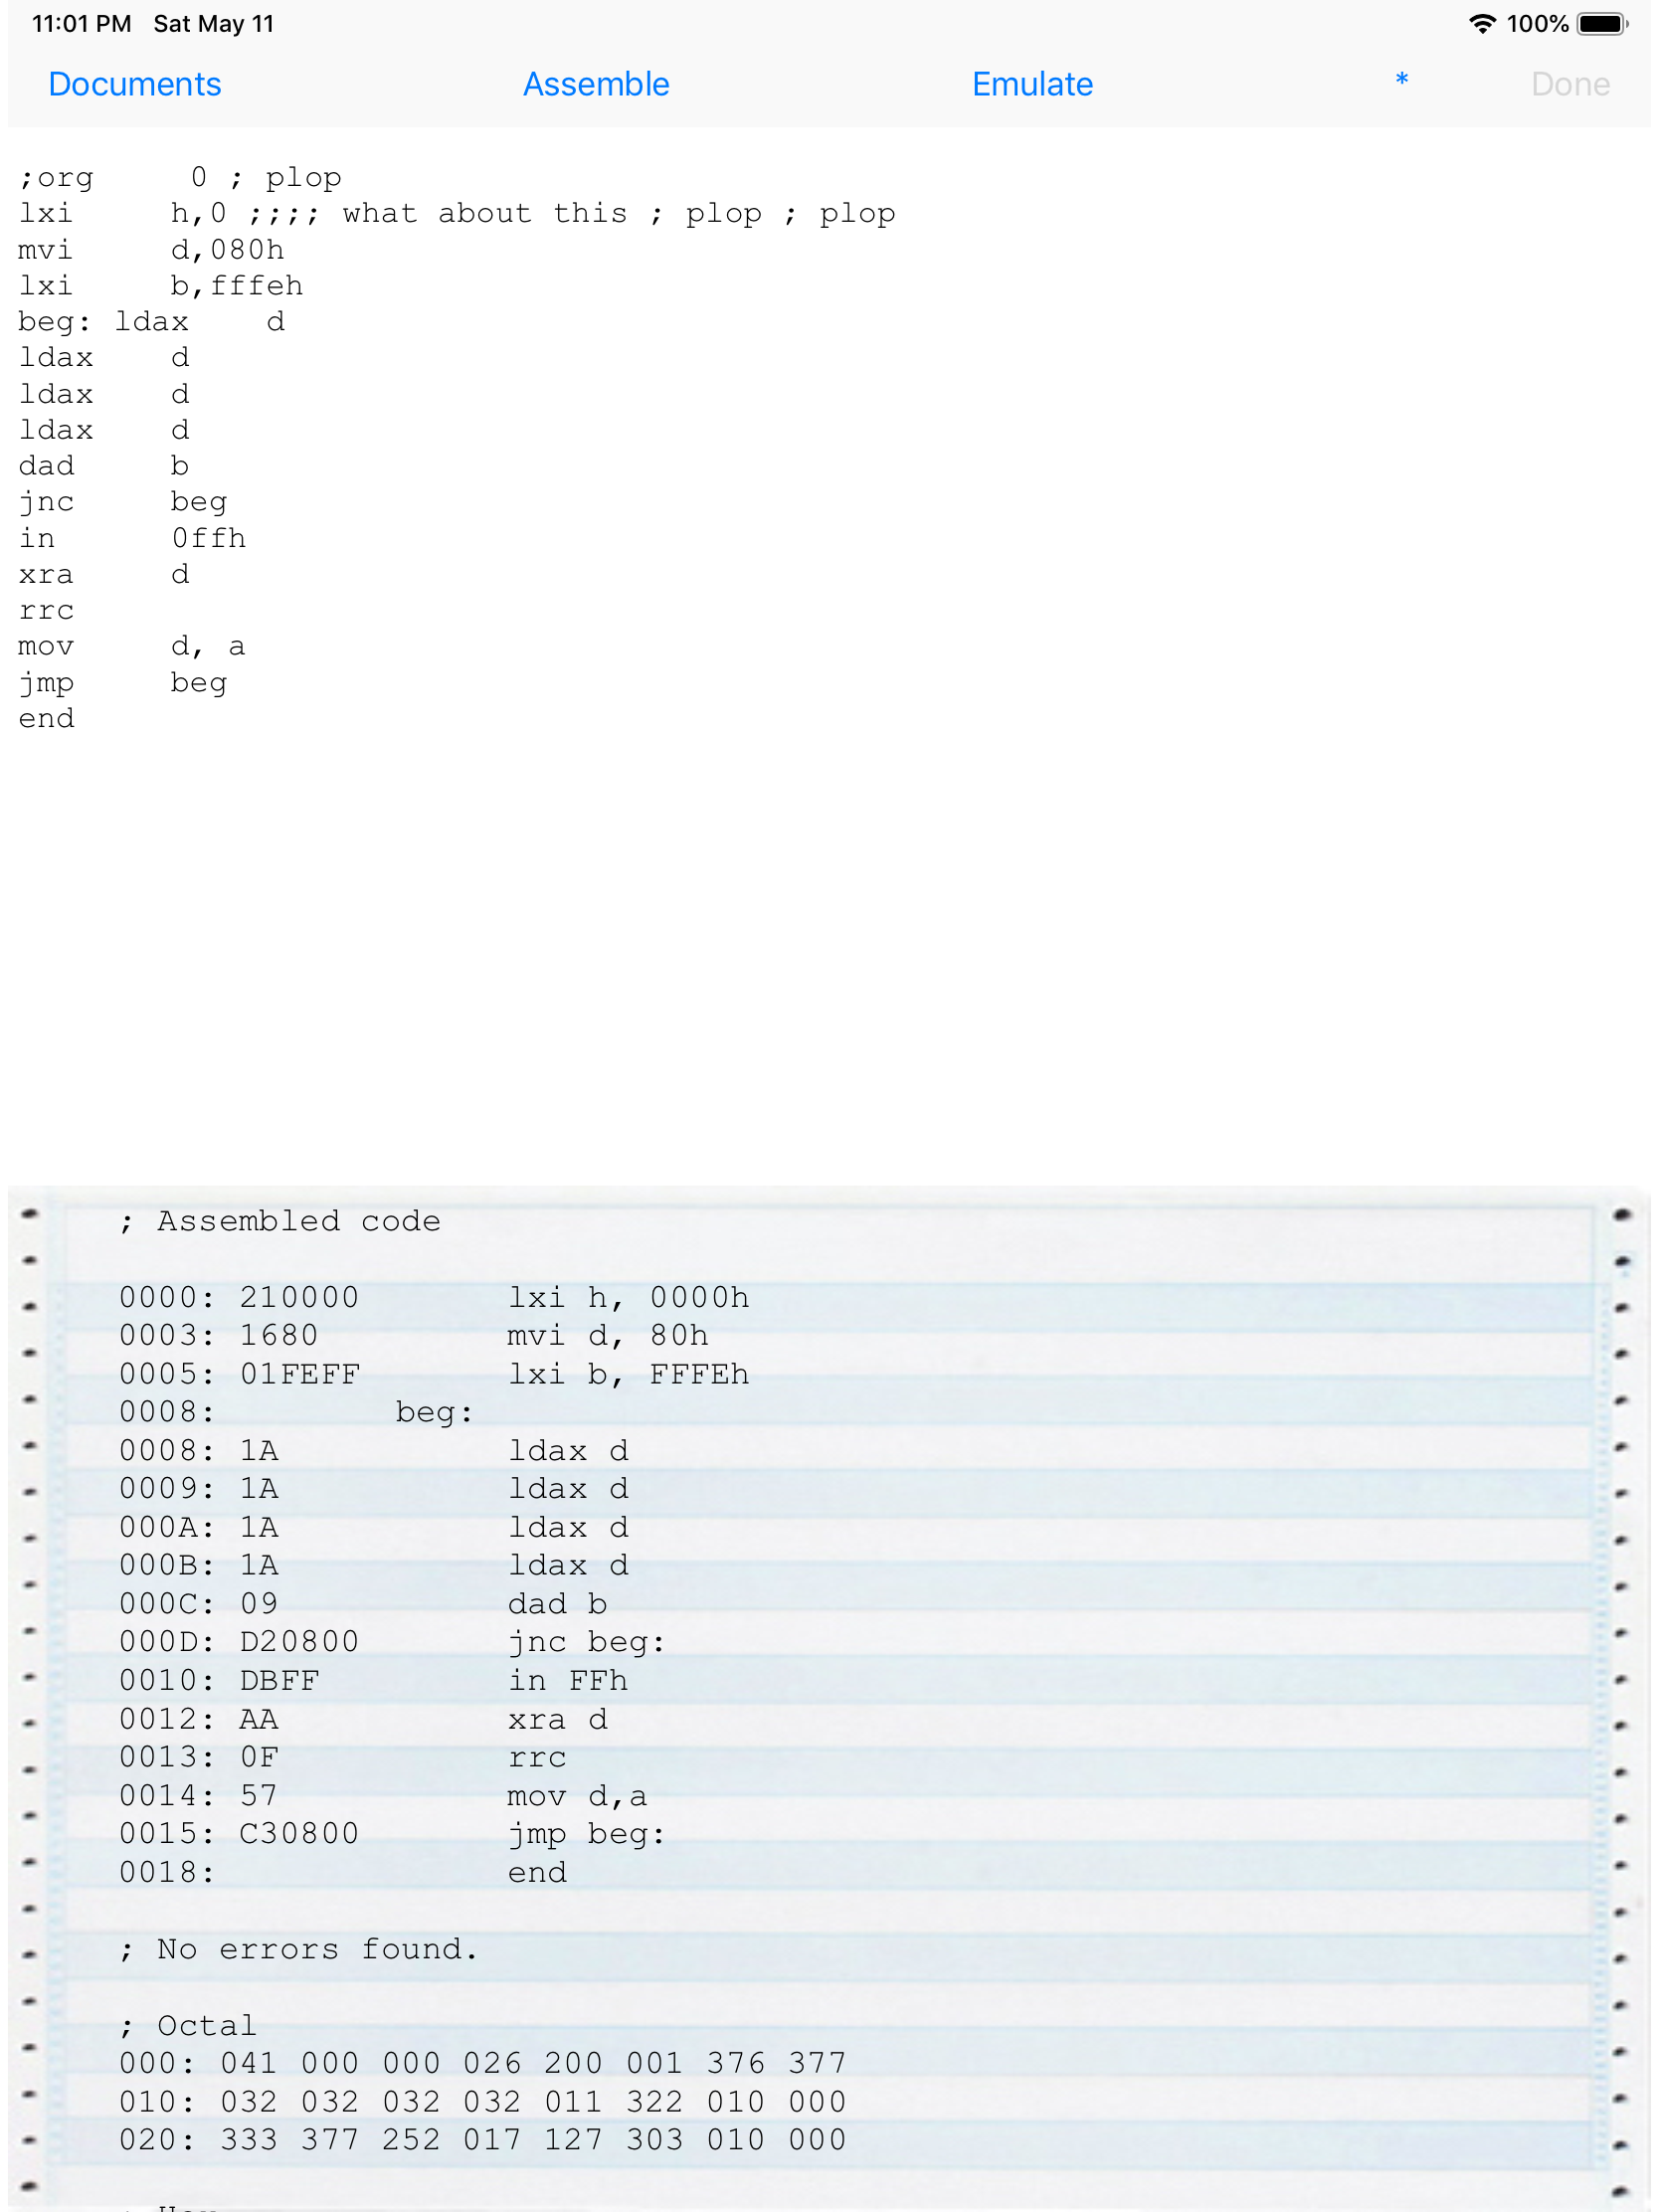 11:01 PM Sat May 11 100%
Documents Assemble Emulate * Done
;org 0 ; plop
lxi h,0 ;;;; what about this ; plop ; plop
mvi d,080h
lxi b,fffeh
beg: ldax d
ldax d
ldax d
ldax d
dad b
jnc beg
in 0ffh
xra d
rrc
mov d, a
jmp beg
end
; Assembled code
0000: 210000 lxi h, 0000h
0003: 1680 mvi d, 80h
0005: 01FEFF lxi b, FFFEh
0008: beg:
0008: 1A ldax d
0009: 1A ldax d
000A: 1A ldax d
000B: 1A ldax d
000C: 09 dad b
000D: D20800 jnc beg:
0010: DBFF in FFh
0012: AA xra d
0013: 0F rrc
0014: 57 mov d,a
0015: C30800 jmp beg:
0018: end
; No errors found.
; Octal
000: 041 000 000 026 200 001 376 377
010: 032 032 032 032 011 322 010 000
020: 333 377 252 017 127 303 010 000